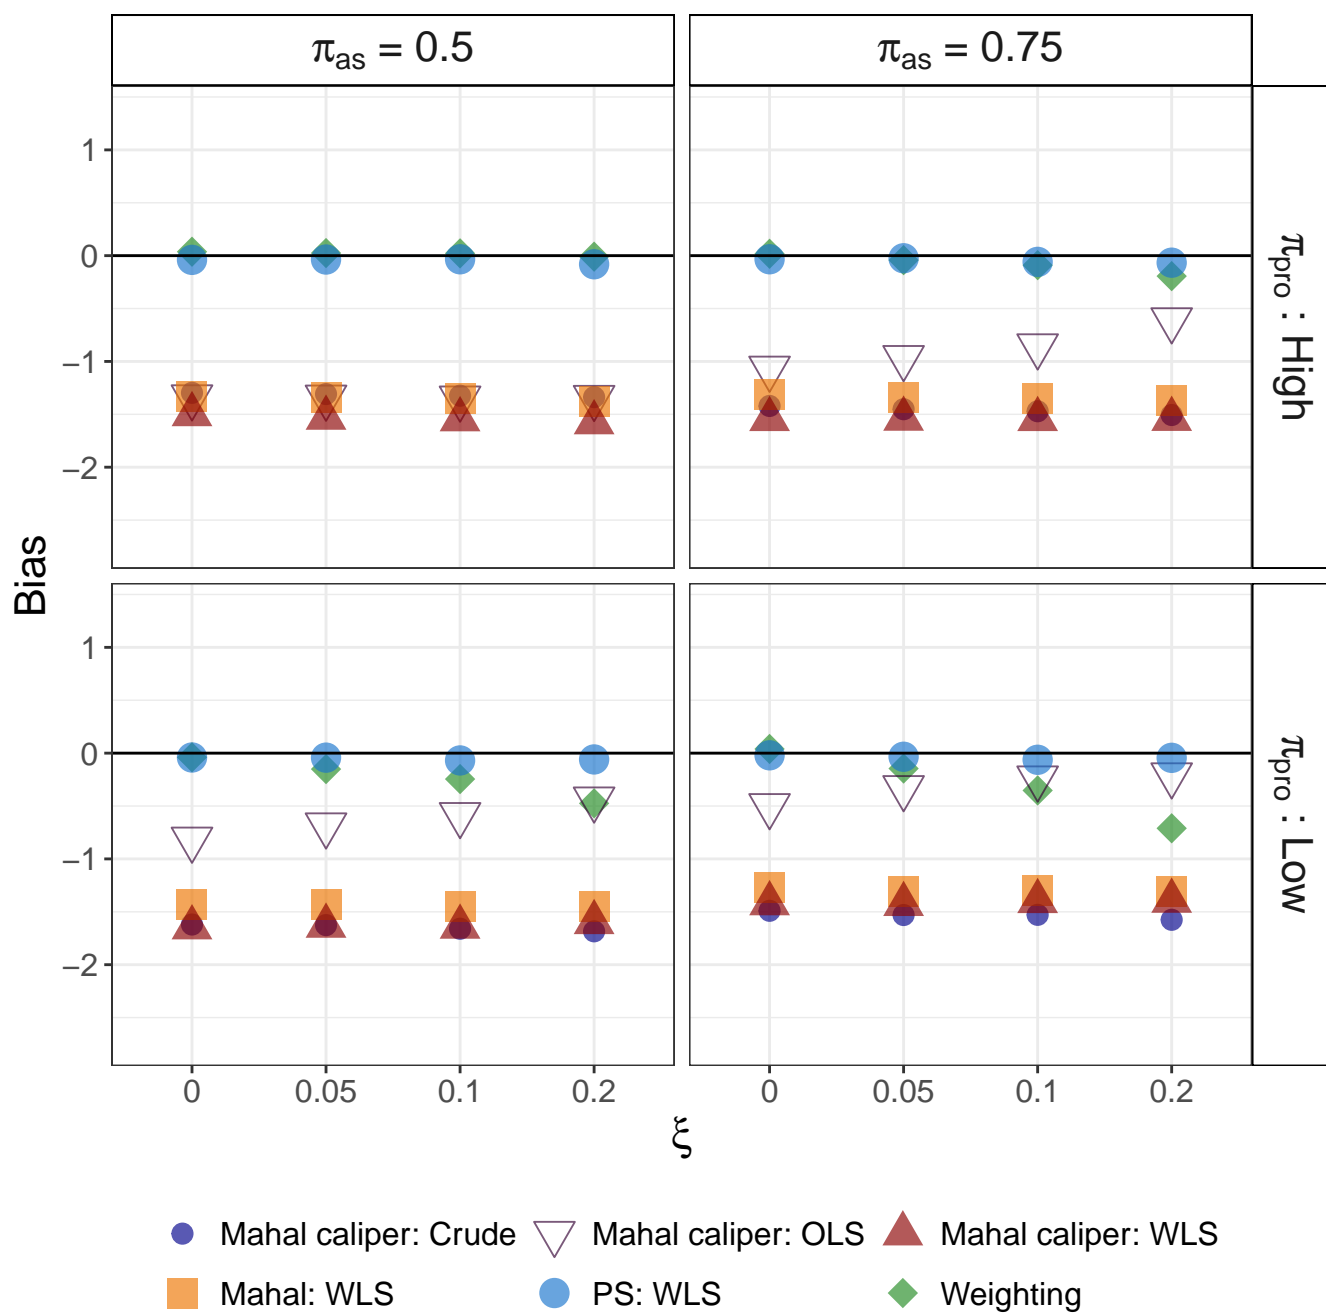 π_as = 0.5
π_as = 0.75
1
0
−1
−2
π_pro : High
Bias
1
0
−1
−2
π_pro : Low
0 0.05 0.1 0.2
0 0.05 0.1 0.2
ξ
Mahal caliper: Crude
Mahal caliper: OLS
Mahal caliper: WLS
Mahal: WLS
PS: WLS
Weighting